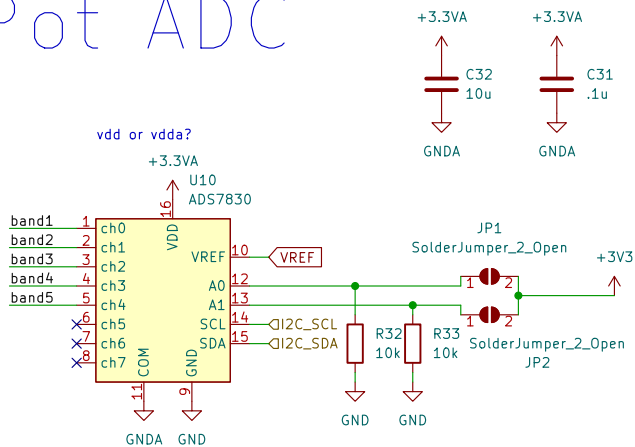 Pot ADC
+3.3VA
+3.3VA
C32
10u
C31
.1u
GNDA
GNDA
vdd or vdda?
+3.3VA
U10
ADS7830
16
VDD
band1 1 ch0
band2 2 ch1
band3 3 ch2
band4 4 ch3
band5 5 ch4
6 ch5
7 ch6
8 ch7
VREF 10 VREF
A0 12
A1 13
SCL 14 I2C_SCL
SDA 15 I2C_SDA
COM
GND
11
9
GNDA
GND
JP1
SolderJumper_2_Open
1 2
+3V3
1 2
SolderJumper_2_Open
JP2
R32
10k
R33
10k
GND
GND